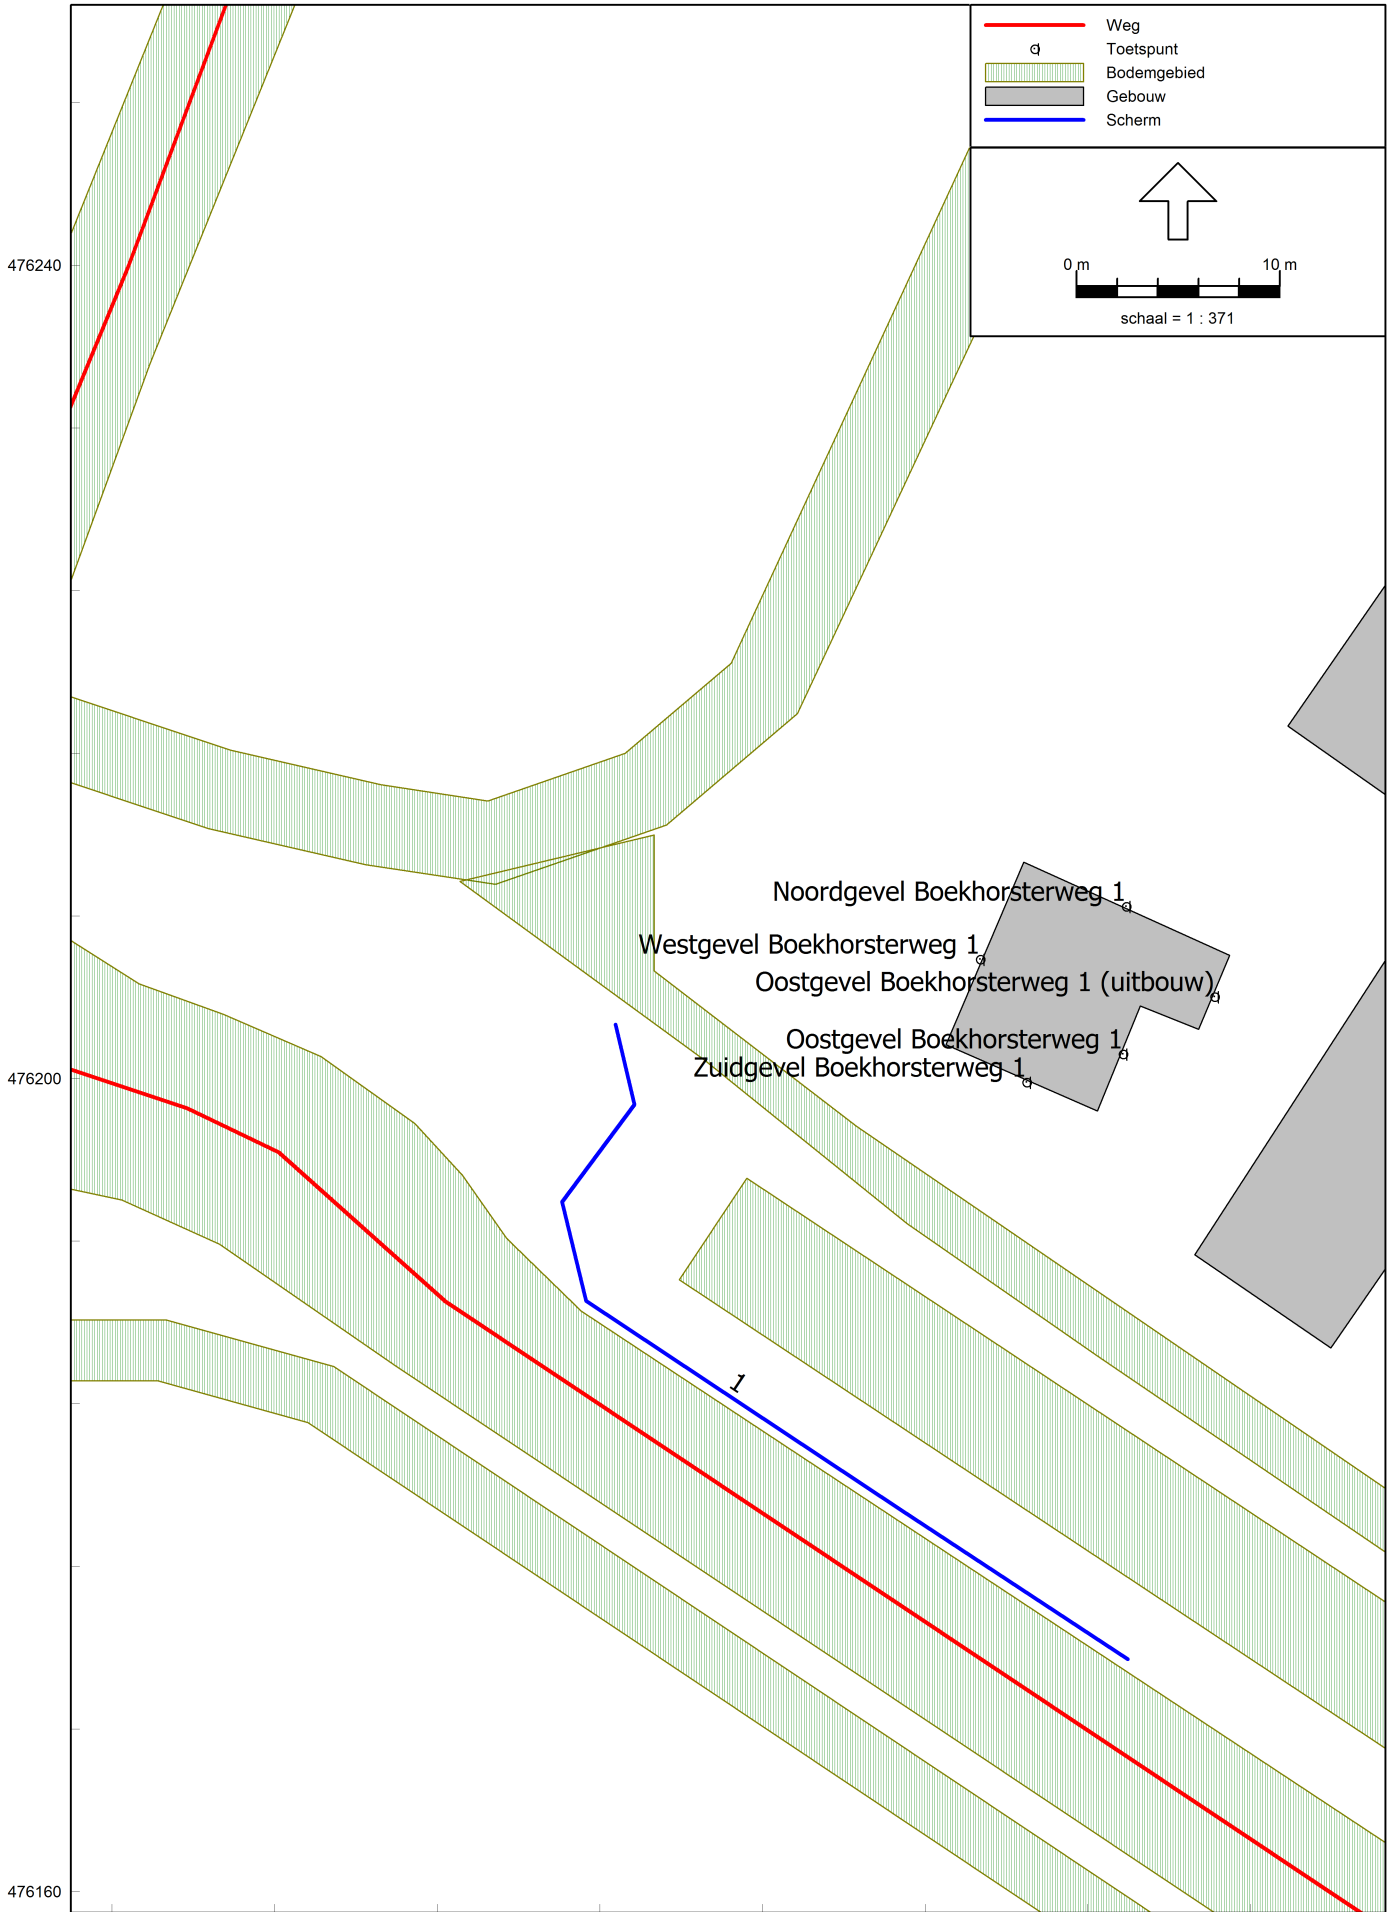 Weg
Toetspunt
Bodemgebied
Gebouw
Scherm
0 m 10 m
schaal = 1 : 371
476240
Noordgevel Boekhorsterweg 1
Westgevel Boekhorsterweg 1
Oostgevel Boekhorsterweg 1 (uitbouw)
Oostgevel Boekhorsterweg 1
Zuidgevel Boekhorsterweg 1
476200
1
476160